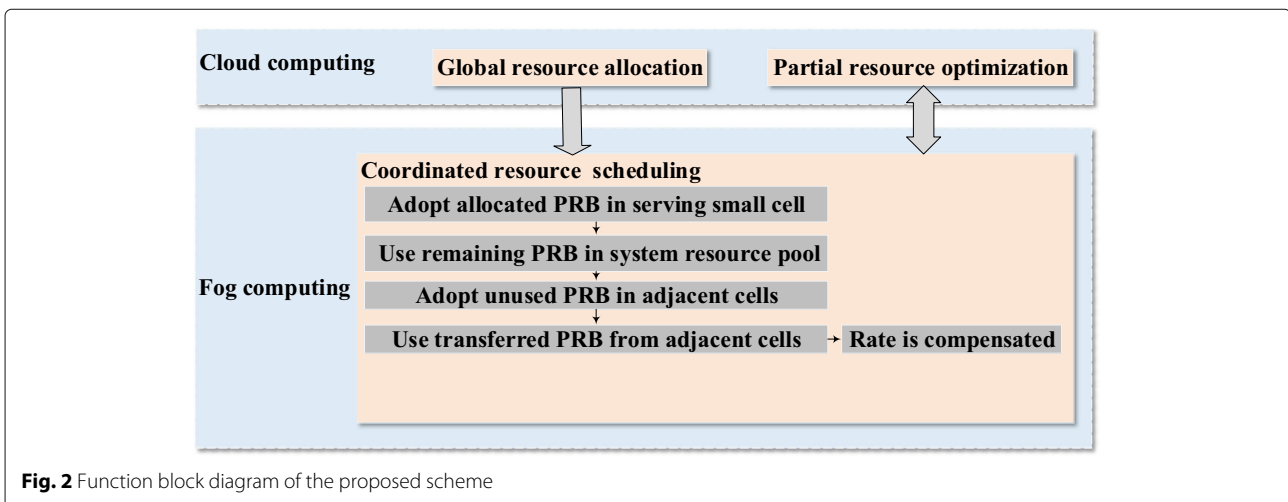 Cloud computing
Global resource allocation
Partial resource optimization
Fog computing
Coordinated resource scheduling
Adopt allocated PRB in serving small cell
Use remaining PRB in system resource pool
Adopt unused PRB in adjacent cells
Use transferred PRB from adjacent cells
Rate is compensated
Fig. 2 Function block diagram of the proposed scheme